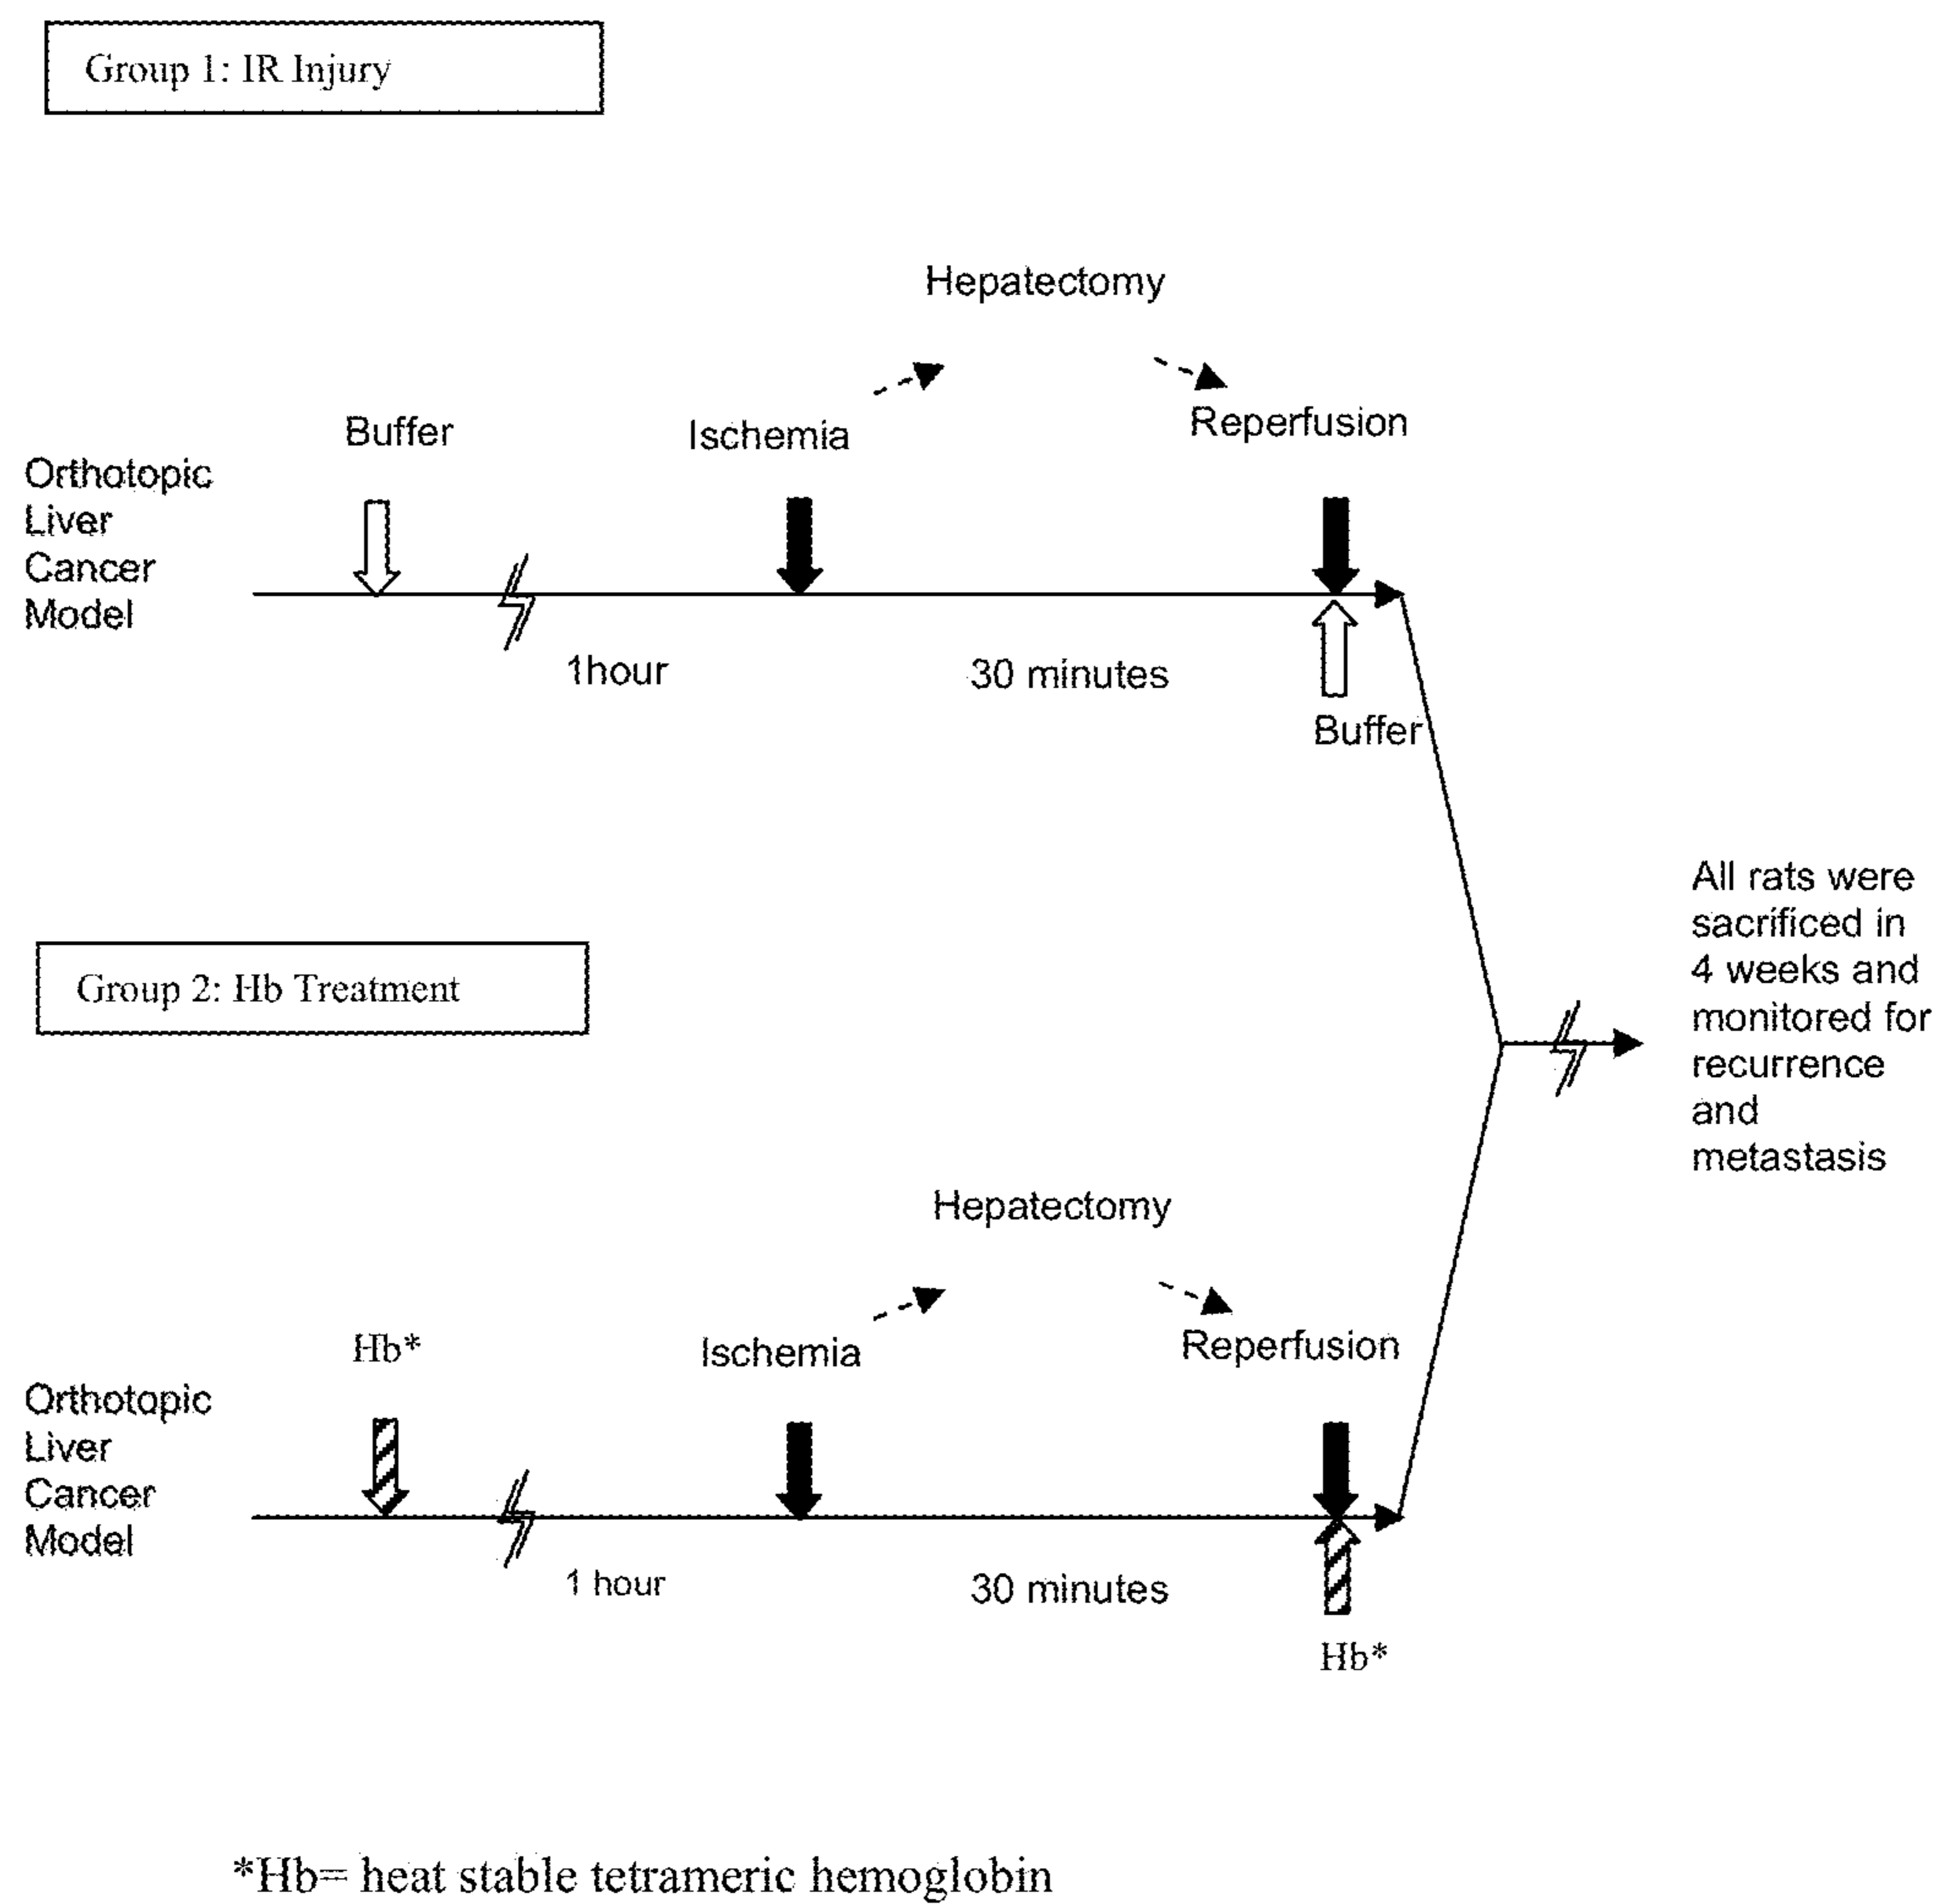 Group 1: IR Injury
Hepatectomy
Buffer
Ischemia
Reperfusion
Orthotopic
Liver
Cancer
Model
1hour
30 minutes
Buffer
All rats were
sacrificed in
4 weeks and
monitored for
recurrence
and
metastasis
Group 2: Hb Treatment
Hepatectomy
Hb*
Ischemia
Reperfusion
Orthotopic
Liver
Cancer
Model
1 hour
30 minutes
Hb*
*Hb= heat stable tetrameric hemoglobin